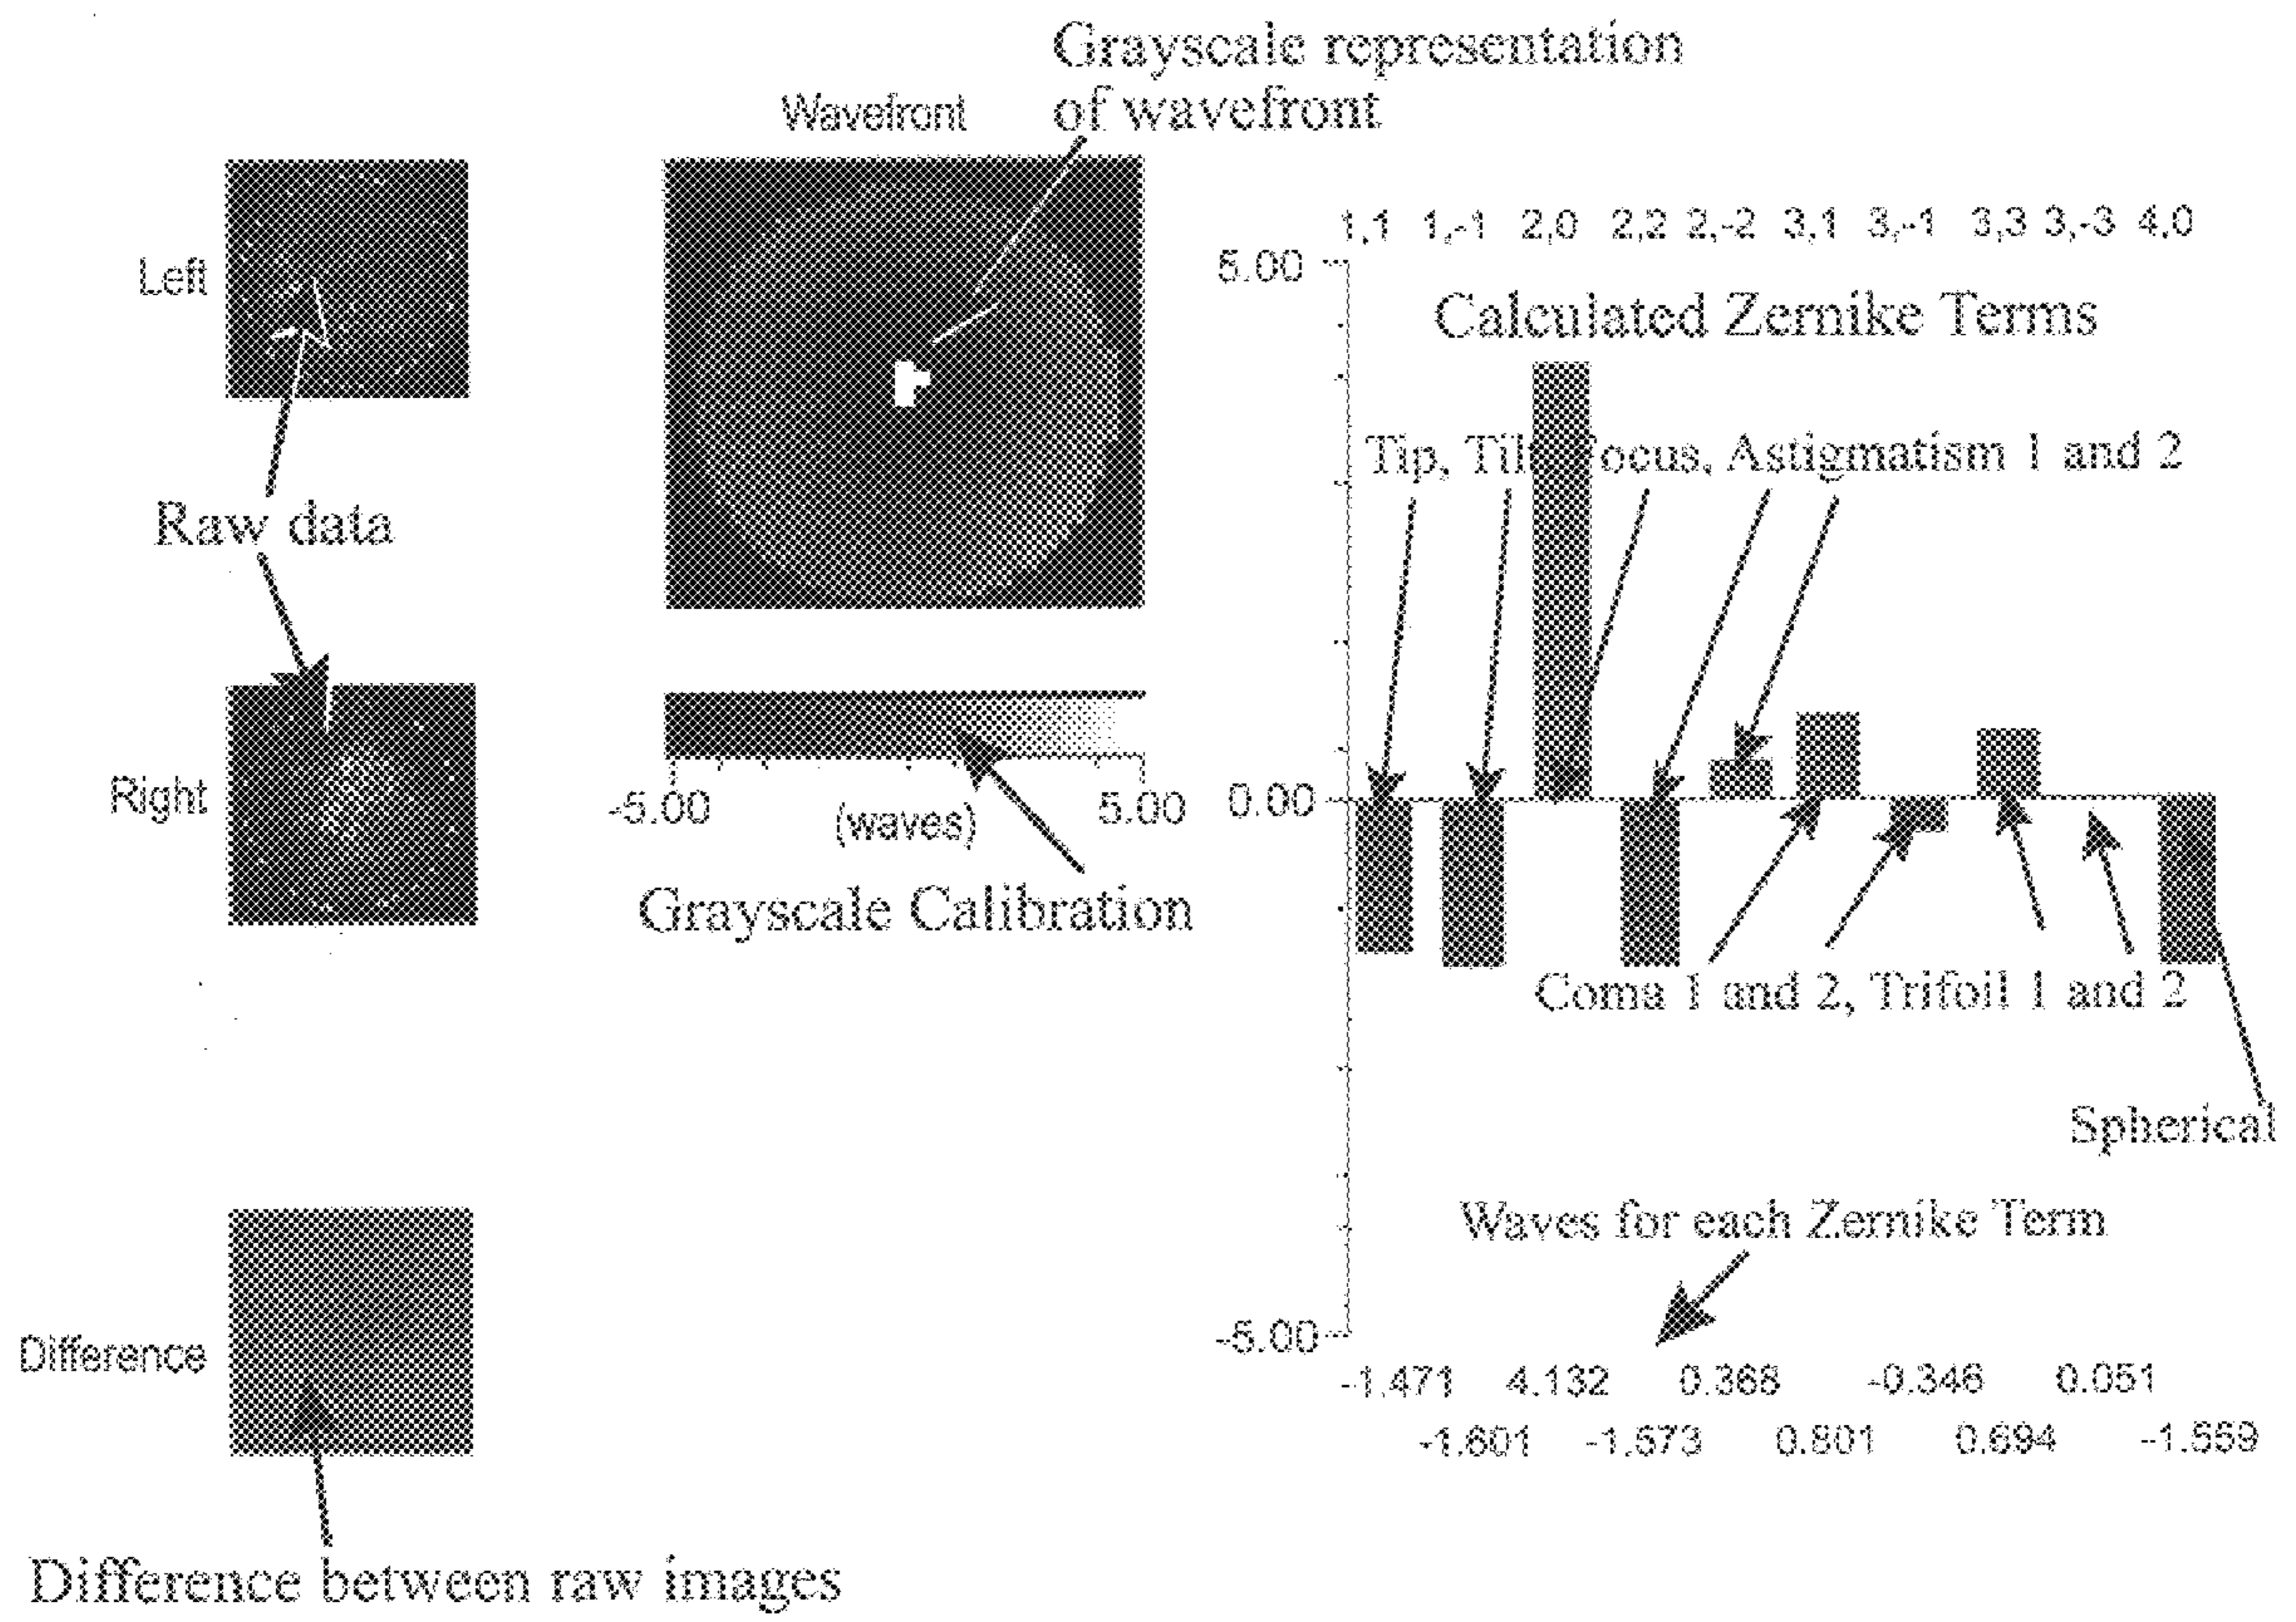 Grayscale representation
of wavefront
Wavefront
Left
Raw data
Right
Difference
Difference between raw images
-5.00
(waves)
5.00
Grayscale Calibration
1,1 1,-1 2,0 2,2 2,-2 3,1 3,-1 3,3 3,-3 4,0
5.00
Calculated Zernike Terms
Tip, Tilt, Focus, Astigmatism 1 and 2
0.00
Coma 1 and 2, Trifoil 1 and 2
Spherical
Waves for each Zernike Term
-5.00
-1.471 4.132 0.368 -0.346 0.051
-1.601 -1.573 0.801 0.694 -1.559